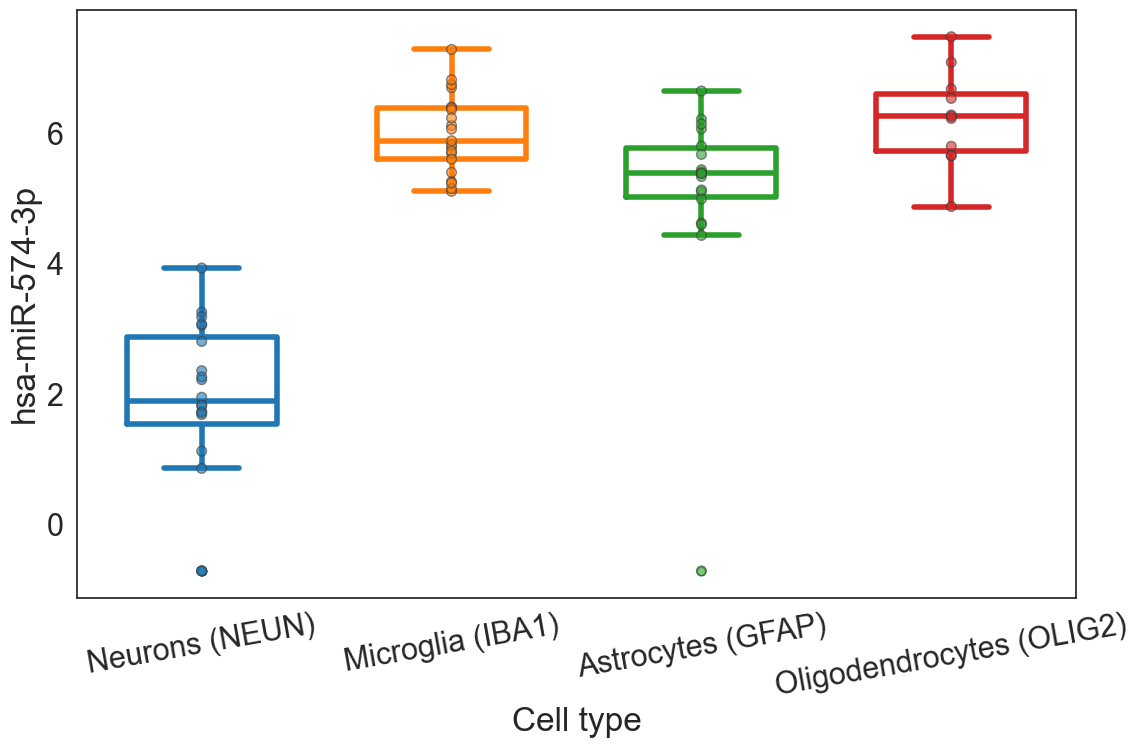 hsa-miR-574-3p
6
4
2
0
Neurons (NEUN)
Microglia (IBA1)
Astrocytes (GFAP)
Oligodendrocytes (OLIG2)
Cell type